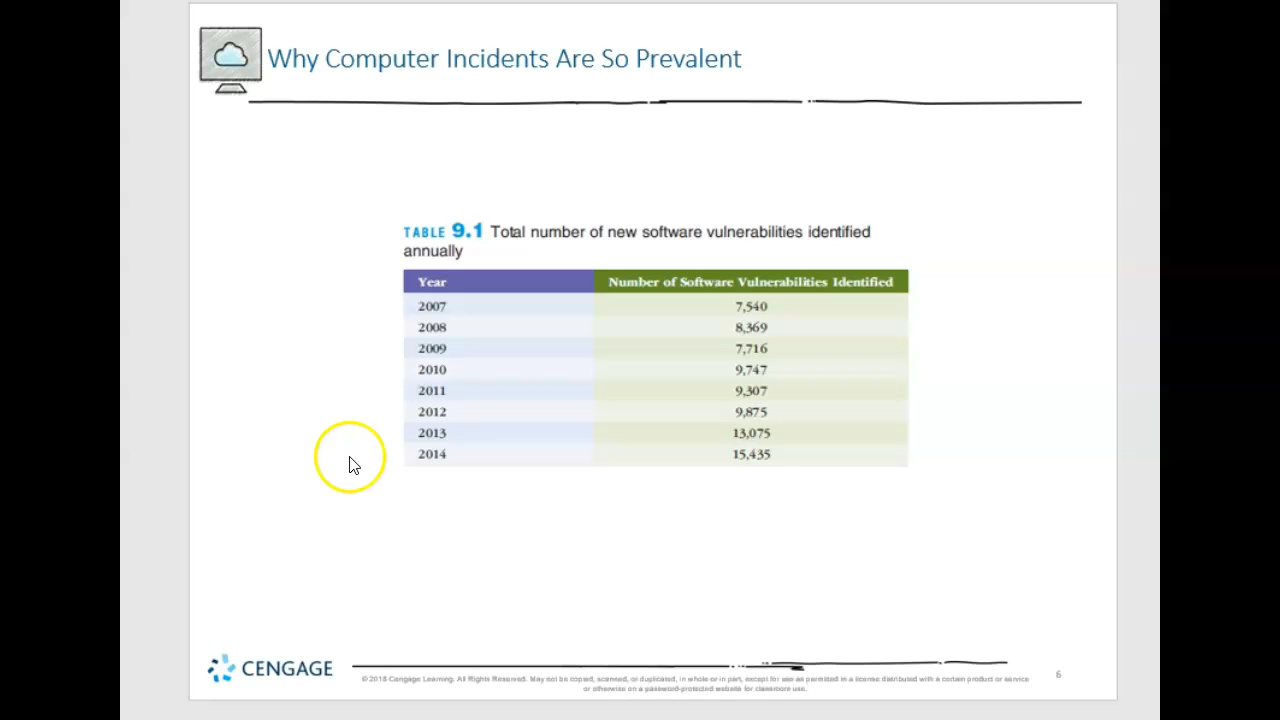 Why Computer Incidents Are So Prevalent
TABLE 9.1 Total number of new software vulnerabilities identified
annually
Year Number of Software Vulnerabilities Identified
2007 7,540
2008 8,369
2009 7,716
2010 9,747
2011 9,307
2012 9,875
2013 13,075
2014 15,435
CENGAGE
© 2018 Cengage Learning. All Rights Reserved. May not be copied, scanned, or duplicated, in whole or in part, except for use as permitted in a license distributed with a certain product or service
or otherwise on a password-protected website for classroom use.
6